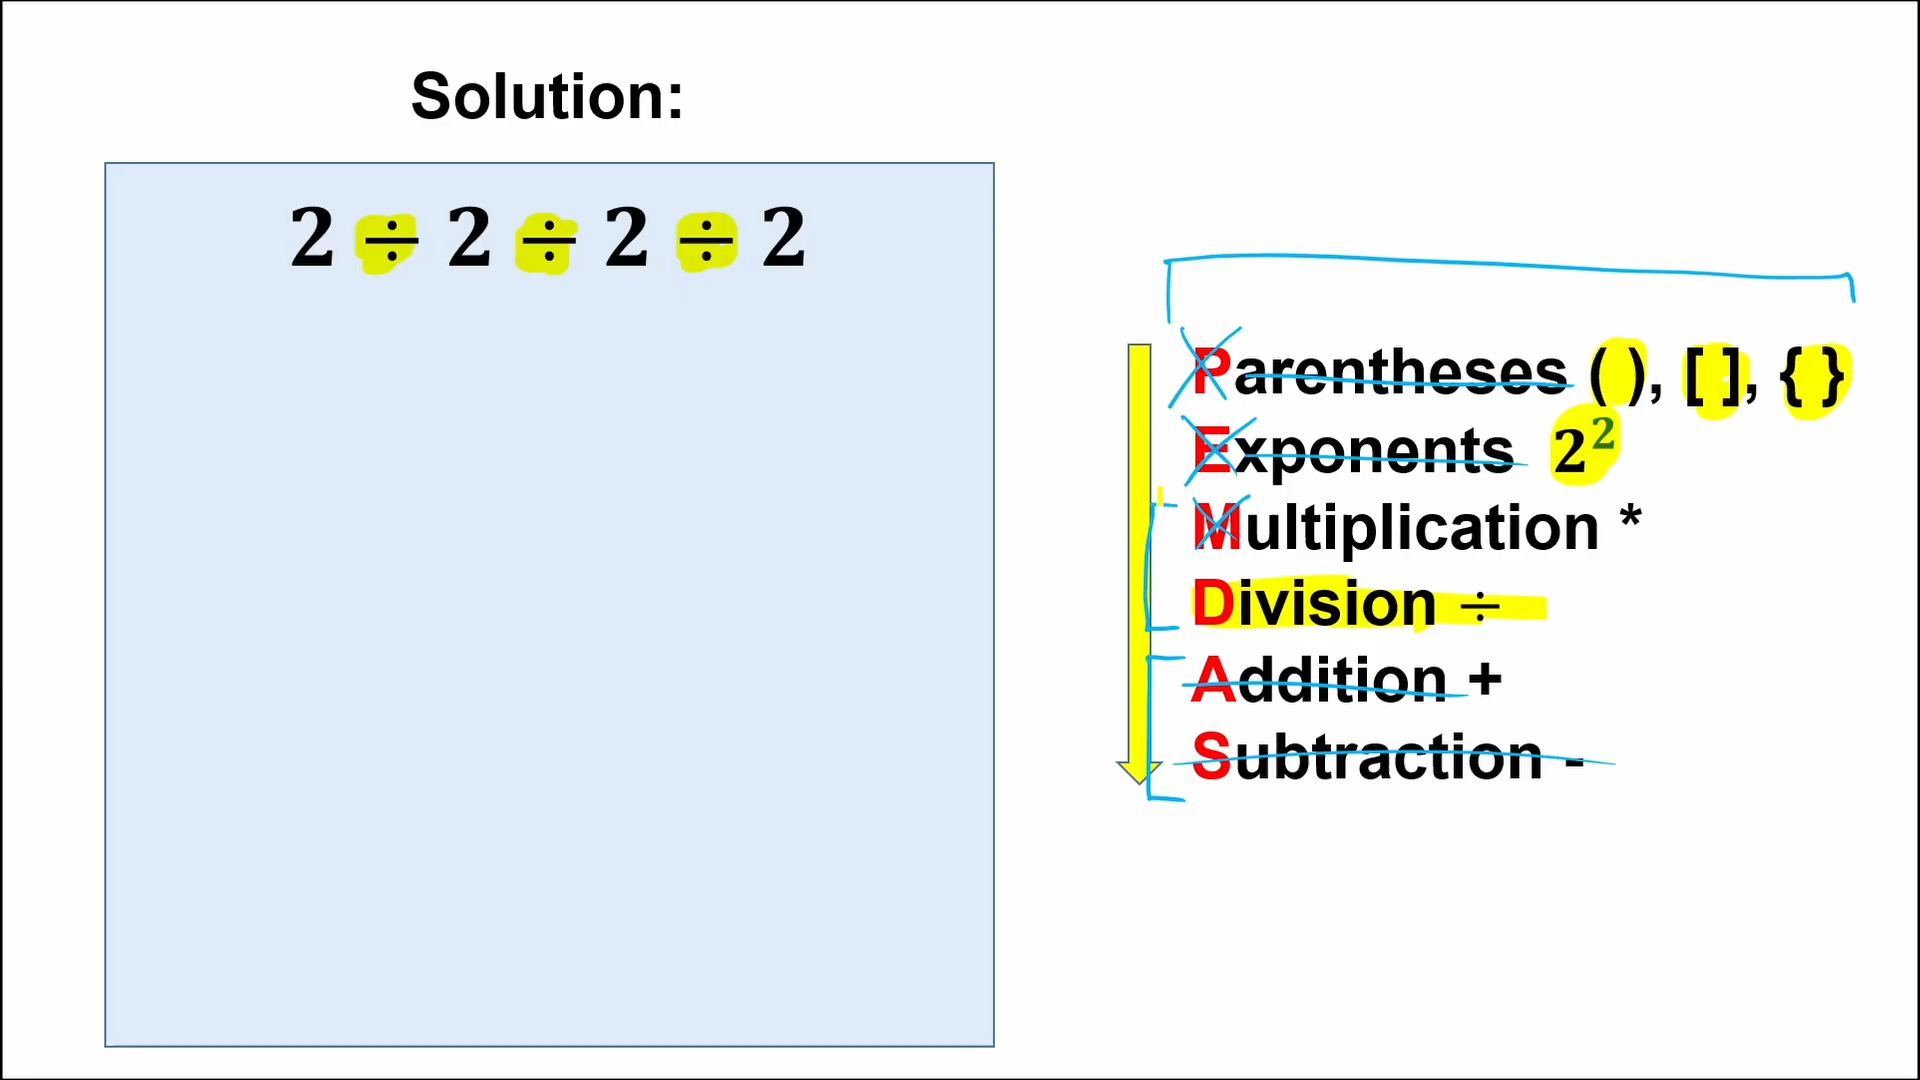 Solution:
2 ÷ 2 ÷ 2 ÷ 2
Parentheses ( ), [ ], { }
Exponents 2²
Multiplication *
Division ÷
Addition +
Subtraction -